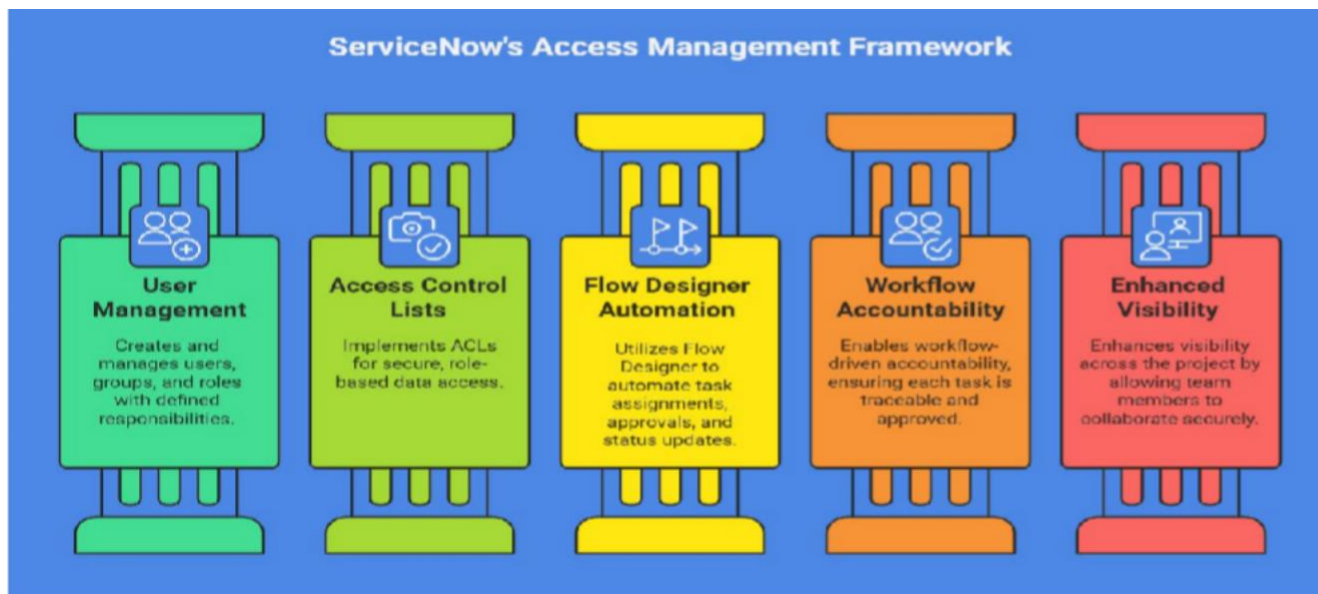 ServiceNow's Access Management Framework
User
Management
Creates and
manages users,
groups, and roles
with defined
responsibilities.
Access Control
Lists
Implements ACLs
for secure, role-
based data access.
Flow Designer
Automation
Utilizes Flow
Designer to
automate task
assignments,
approvals, and
status updates.
Workflow
Accountability
Enables workflow-
driven accountability,
ensuring each task is
traceable and
approved.
Enhanced
Visibility
Enhances visibility
across the project by
allowing team
members to
collaborate securely.